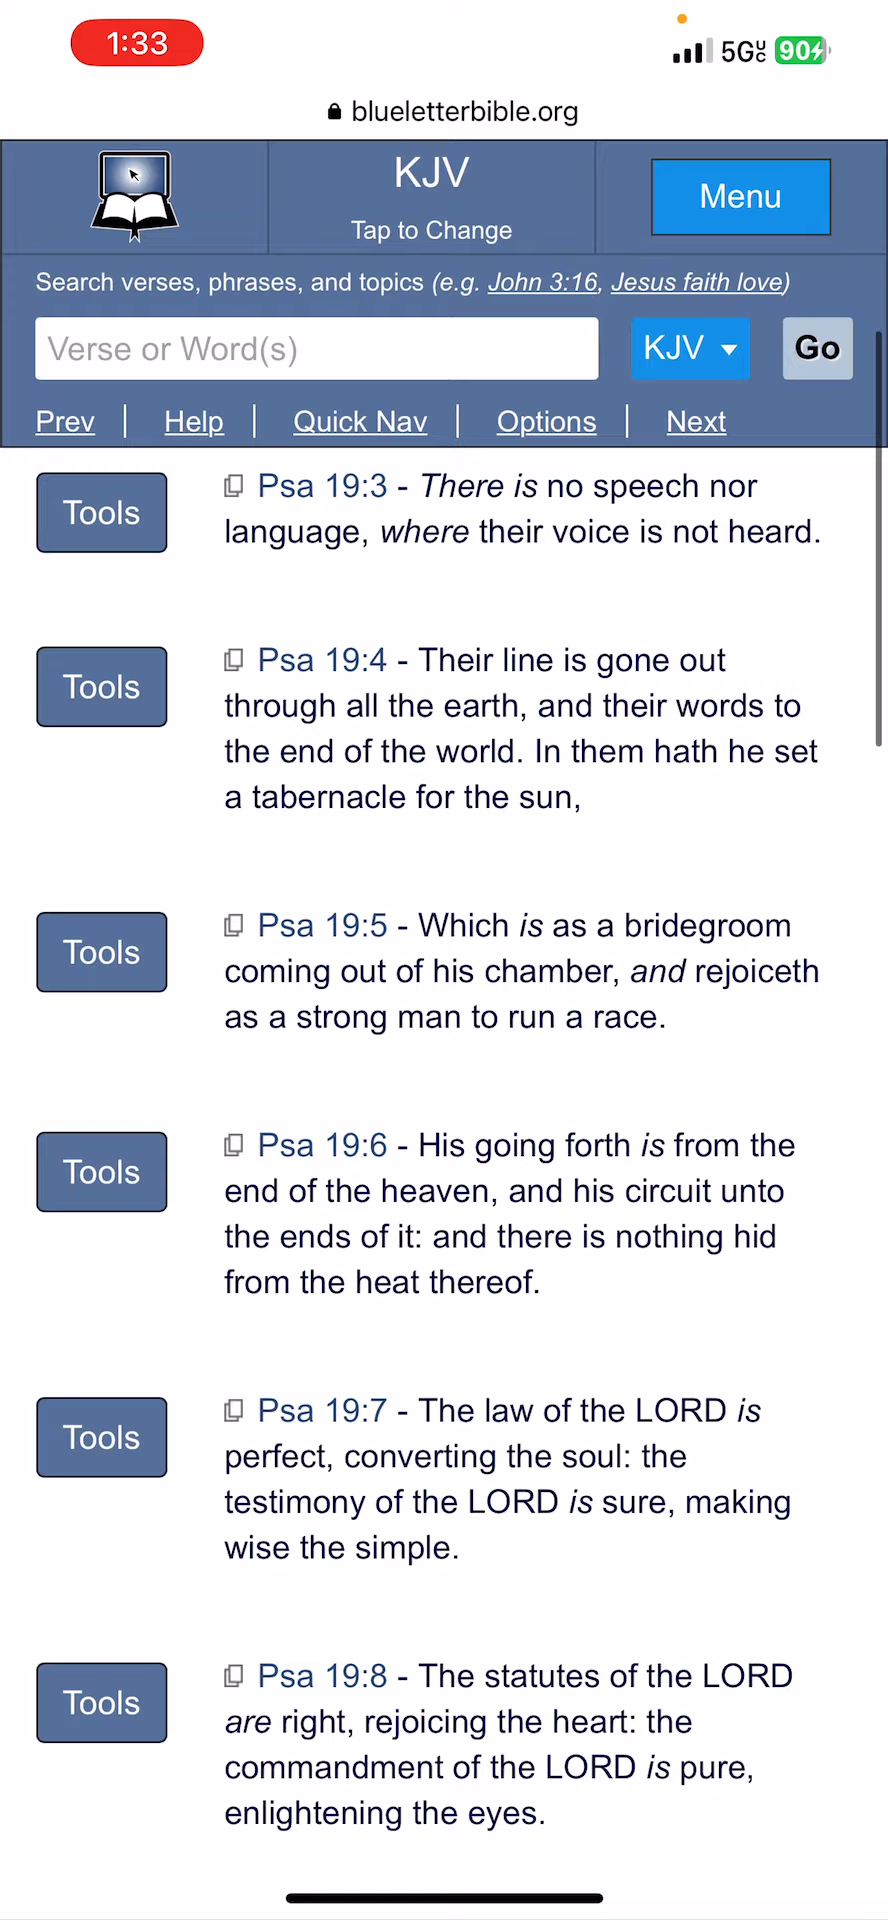 1:33
5G
90
blueletterbible.org
KJV
Tap to Change
Menu
Search verses, phrases, and topics (e.g. John 3:16, Jesus faith love)
Verse or Word(s)
KJV
Go
Prev | Help | Quick Nav | Options | Next
Tools
Psa 19:3 - There is no speech nor
language, where their voice is not heard.
Tools
Psa 19:4 - Their line is gone out
through all the earth, and their words to
the end of the world. In them hath he set
a tabernacle for the sun,
Tools
Psa 19:5 - Which is as a bridegroom
coming out of his chamber, and rejoiceth
as a strong man to run a race.
Tools
Psa 19:6 - His going forth is from the
end of the heaven, and his circuit unto
the ends of it: and there is nothing hid
from the heat thereof.
Tools
Psa 19:7 - The law of the LORD is
perfect, converting the soul: the
testimony of the LORD is sure, making
wise the simple.
Tools
Psa 19:8 - The statutes of the LORD
are right, rejoicing the heart: the
commandment of the LORD is pure,
enlightening the eyes.